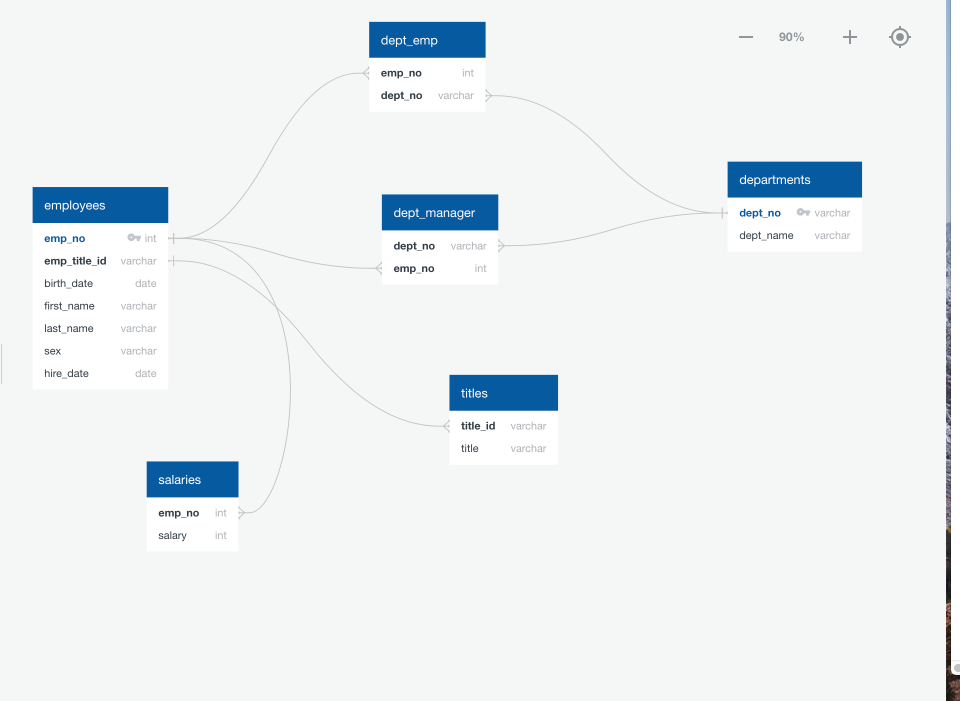 dept_emp
emp_no int
dept_no varchar
90%
employees
emp_no int
emp_title_id varchar
birth_date date
first_name varchar
last_name varchar
sex varchar
hire_date date
dept_manager
dept_no varchar
emp_no int
departments
dept_no varchar
dept_name varchar
titles
title_id varchar
title varchar
salaries
emp_no int
salary int